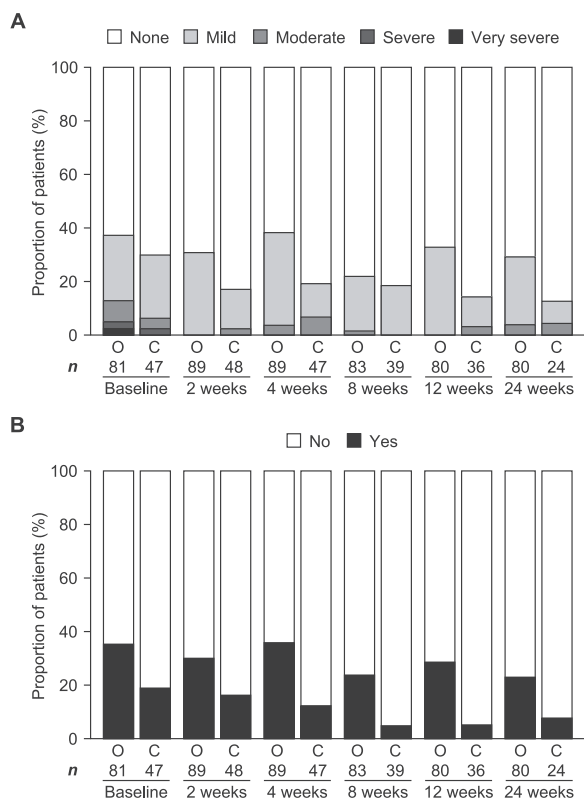 A
None Mild Moderate Severe Very severe
100
80
60
40
20
0
Proportion of patients (%)
O C O C O C O C O C O C
n 81 47 89 48 89 47 83 39 80 36 80 24
Baseline 2 weeks 4 weeks 8 weeks 12 weeks 24 weeks
B
No Yes
100
80
60
40
20
0
Proportion of patients (%)
O C O C O C O C O C O C
n 81 47 89 48 89 47 83 39 80 36 80 24
Baseline 2 weeks 4 weeks 8 weeks 12 weeks 24 weeks